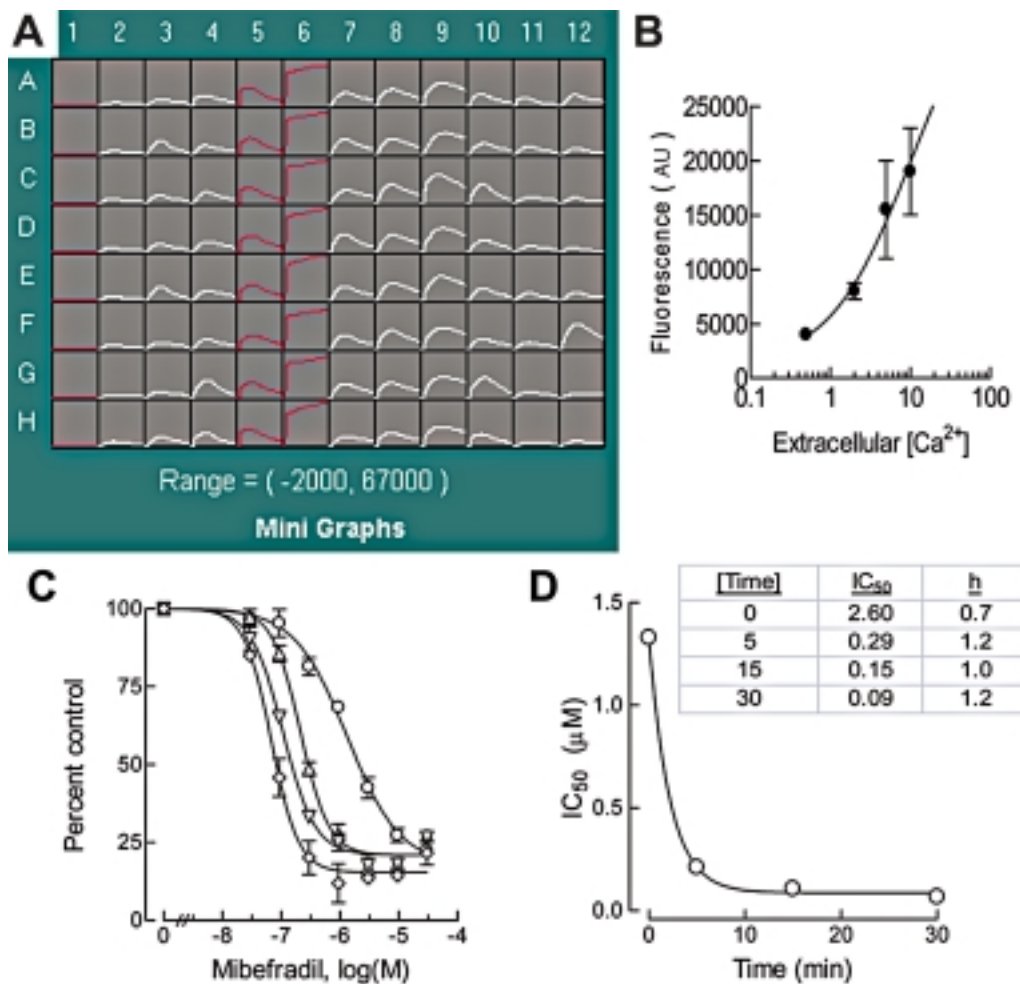 A
1 2 3 4 5 6 7 8 9 10 11 12
A
B
C
D
E
F
G
H
Range = ( -2000, 67000 )
Mini Graphs
B
Fluorescence ( AU )
25000
20000
15000
10000
5000
0
0.1 1 10 100
Extracellular [Ca²⁺]
C
Percent control
100
75
50
25
0
0 -8 -7 -6 -5 -4
Mibefradil, log(M)
D
[Time] IC₅₀ h
0 2.60 0.7
5 0.29 1.2
15 0.15 1.0
30 0.09 1.2
IC₅₀ (µM)
1.5
1.0
0.5
0.0
0 10 20 30
Time (min)